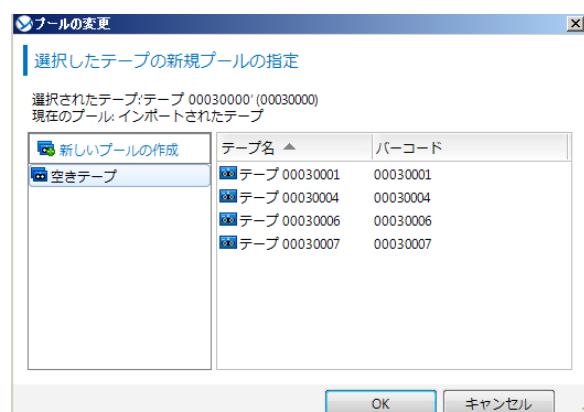 プールの変更
選択したテープの新規プールの指定
選択されたテープ:テープ 00030000' (00030000)
現在のプール: インポートされたテープ
新しいプールの作成
空きテープ
テープ名 バーコード
テープ 00030001 00030001
テープ 00030004 00030004
テープ 00030006 00030006
テープ 00030007 00030007
OK キャンセル